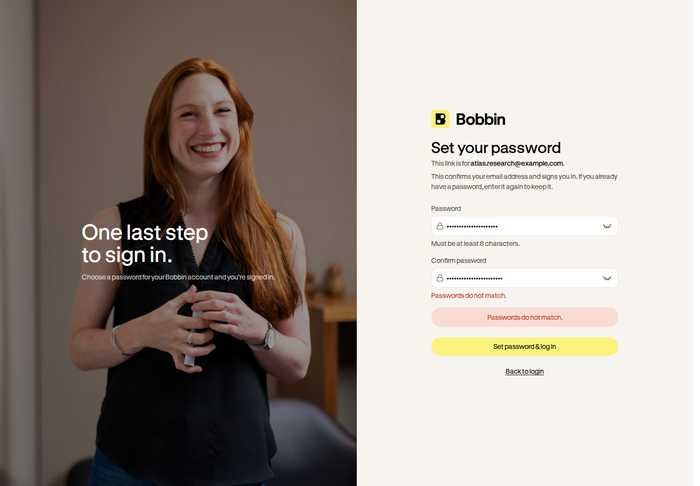 One last step
to sign in.
Choose a password for your Bobbin account and you're signed in.
Bobbin
Set your password
This link is for atlas.research@example.com.
This confirms your email address and signs you in. If you already
have a password, enter it again to keep it.
Password
Must be at least 8 characters.
Confirm password
Passwords do not match.
Passwords do not match.
Set password & log in
Back to login